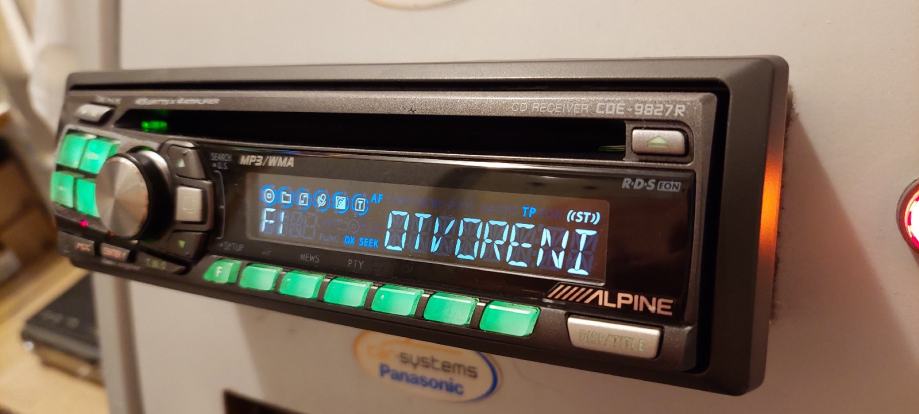 CD RECEIVER CDE-9827R
MP3/WMA
SEARCH
R·D·S EON
AF
TP
((ST))
F1
DX SEEK
OTVORENI
SETUP
NEWS
PTY
F
ALPINE
systems
Panasonic